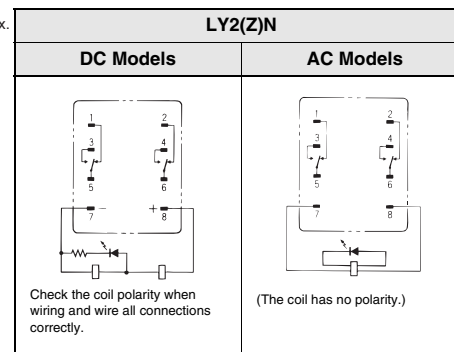 x.
LY2(Z)N
DC Models
AC Models
1 2
3 4
5 6
7 − + 8
1 2
3 4
5 6
7 8
Check the coil polarity when
wiring and wire all connections
correctly.
(The coil has no polarity.)